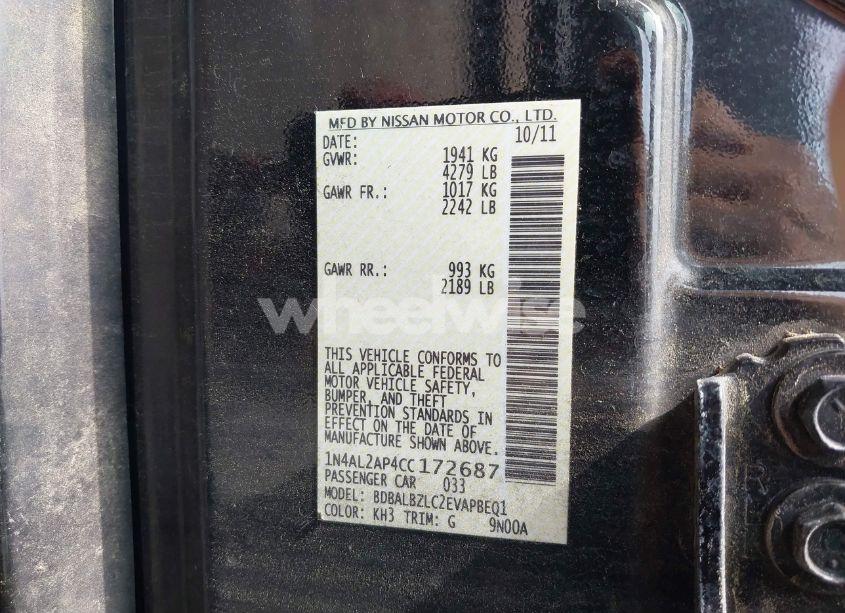 MFD BY NISSAN MOTOR CO., LTD.
DATE: 10/11
GVWR: 1941 KG
4279 LB
GAWR FR.: 1017 KG
2242 LB
GAWR RR.: 993 KG
2189 LB
wheelwise
THIS VEHICLE CONFORMS TO
ALL APPLICABLE FEDERAL
MOTOR VEHICLE SAFETY,
BUMPER, AND THEFT
PREVENTION STANDARDS IN
EFFECT ON THE DATE OF
MANUFACTURE SHOWN ABOVE.
1N4AL2AP4CC172687
PASSENGER CAR 033
MODEL: BDBALBZLC2EVAPBEQ1
COLOR: KH3 TRIM: G 9N00A